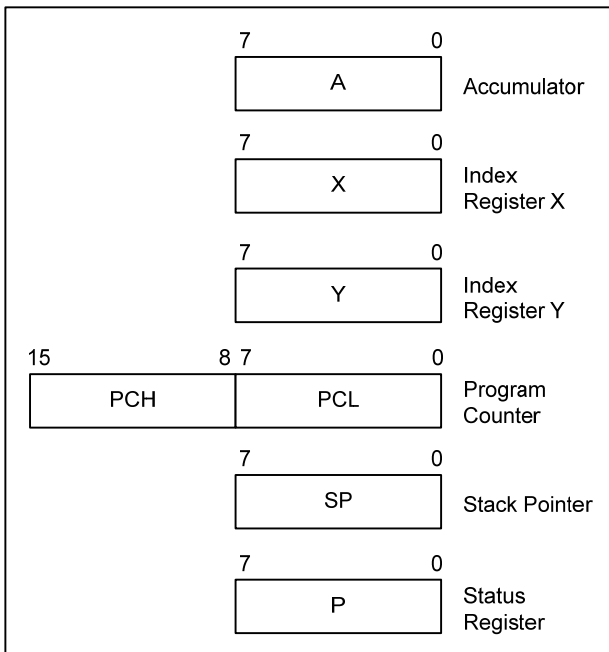 7 0
A
Accumulator
7 0
X
Index
Register X
7 0
Y
Index
Register Y
15 8 7 0
PCH PCL
Program
Counter
7 0
SP
Stack Pointer
7 0
P
Status
Register